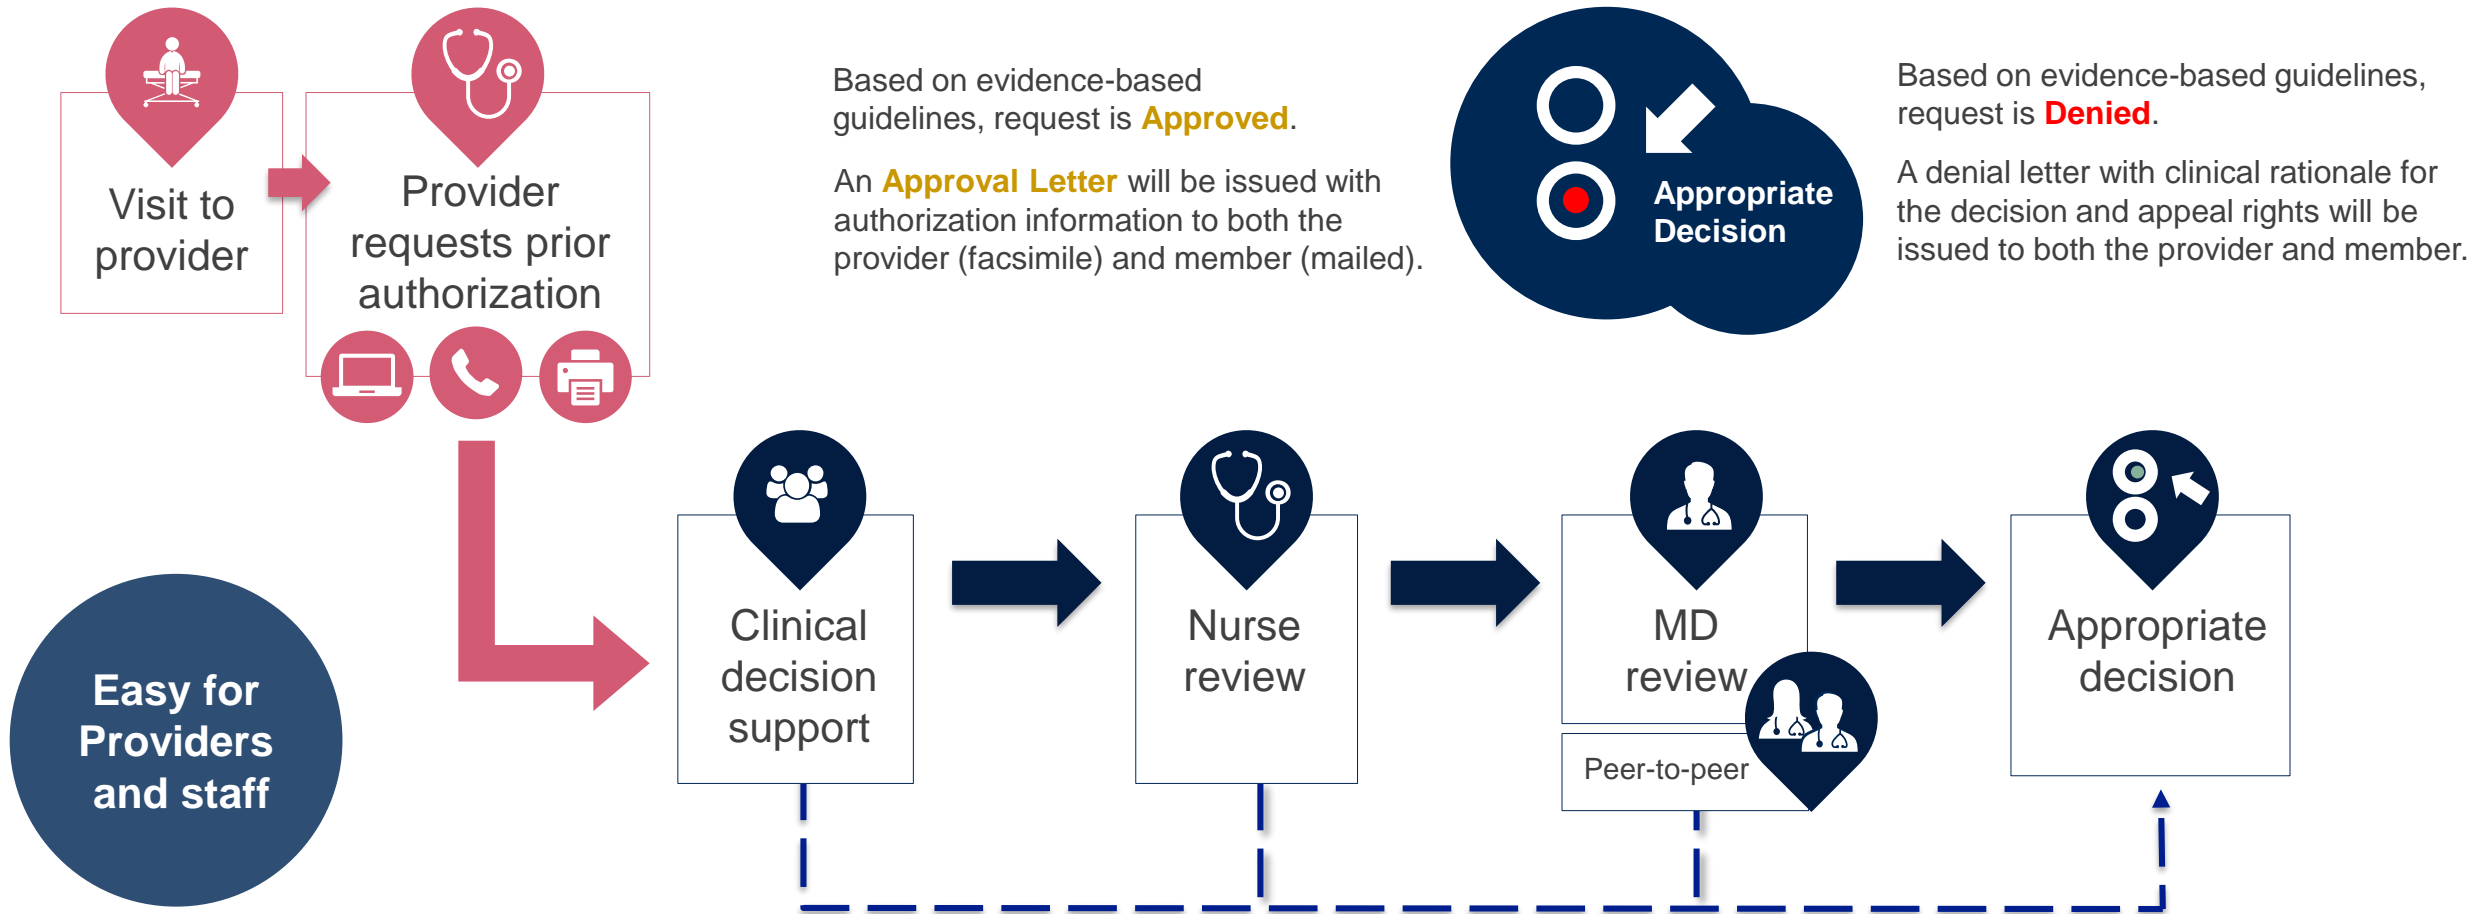 Visit to
provider
Provider
requests prior
authorization
Based on evidence-based
guidelines, request is Approved.
An Approval Letter will be issued with
authorization information to both the
provider (facsimile) and member (mailed).
Appropriate
Decision
Based on evidence-based guidelines,
request is Denied.
A denial letter with clinical rationale for
the decision and appeal rights will be
issued to both the provider and member.
Easy for
Providers
and staff
Clinical
decision
support
Nurse
review
MD
review
Peer-to-peer
Appropriate
decision